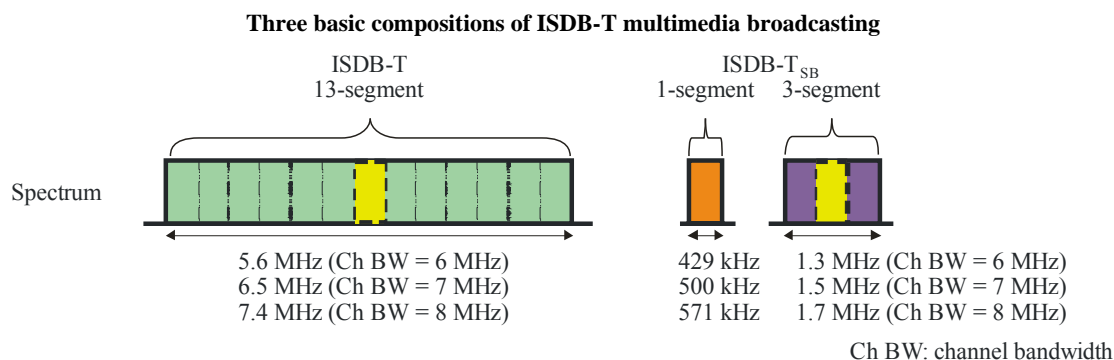 Three basic compositions of ISDB-T multimedia broadcasting
ISDB-T
13-segment
ISDB-T_SB
1-segment 3-segment
Spectrum
5.6 MHz (Ch BW = 6 MHz) 429 kHz 1.3 MHz (Ch BW = 6 MHz)
6.5 MHz (Ch BW = 7 MHz) 500 kHz 1.5 MHz (Ch BW = 7 MHz)
7.4 MHz (Ch BW = 8 MHz) 571 kHz 1.7 MHz (Ch BW = 8 MHz)
Ch BW: channel bandwidth